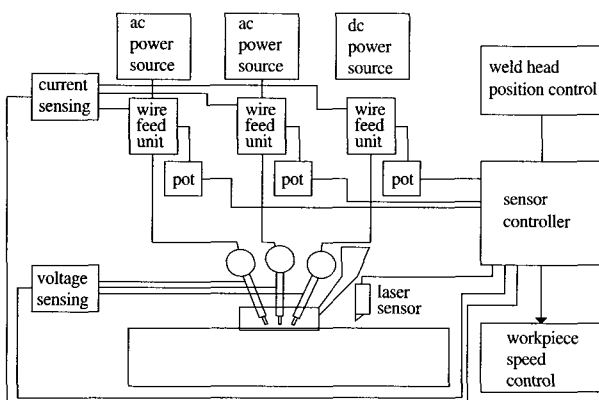 ac
power
source
ac
power
source
dc
power
source
weld head
position control
current
sensing
wire
feed
unit
wire
feed
unit
wire
feed
unit
pot
pot
pot
sensor
controller
voltage
sensing
laser
sensor
workpiece
speed
control